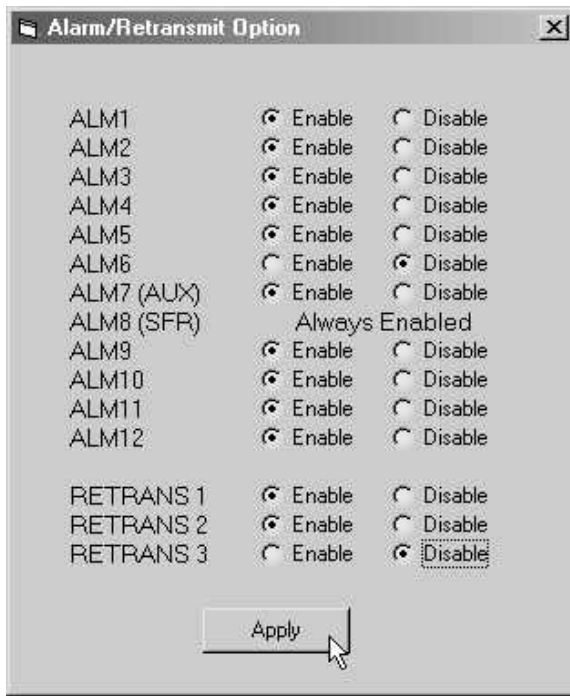 Alarm/Retransmit Option
ALM1 Enable Disable
ALM2 Enable Disable
ALM3 Enable Disable
ALM4 Enable Disable
ALM5 Enable Disable
ALM6 Enable Disable
ALM7 (AUX) Enable Disable
ALM8 (SFR) Always Enabled
ALM9 Enable Disable
ALM10 Enable Disable
ALM11 Enable Disable
ALM12 Enable Disable
RETRANS 1 Enable Disable
RETRANS 2 Enable Disable
RETRANS 3 Enable Disable
Apply